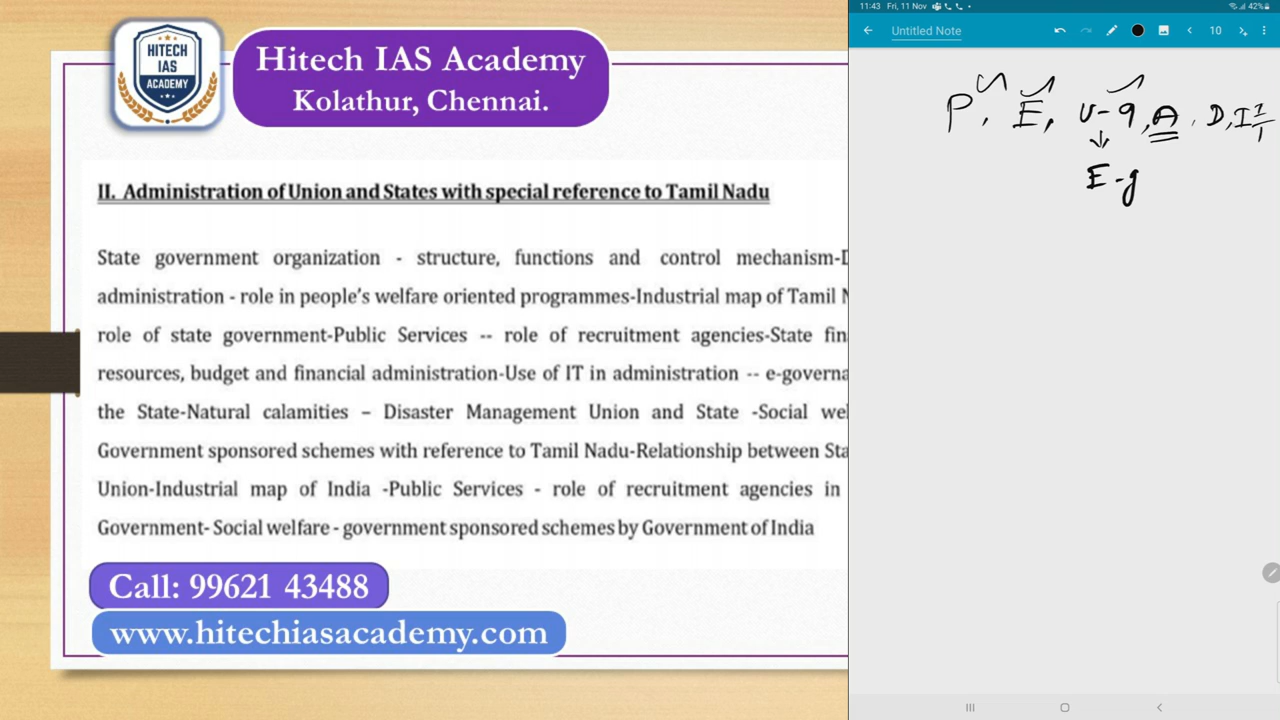 HITECH
IAS
ACADEMY
Hitech IAS Academy
Kolathur, Chennai.
II. Administration of Union and States with special reference to Tamil Nadu
State government organization - structure, functions and control mechanism-D
administration - role in people's welfare oriented programmes-Industrial map of Tamil N
role of state government-Public Services -- role of recruitment agencies-State fin
resources, budget and financial administration-Use of IT in administration -- e-governa
the State-Natural calamities – Disaster Management Union and State -Social wel
Government sponsored schemes with reference to Tamil Nadu-Relationship between Sta
Union-Industrial map of India -Public Services - role of recruitment agencies in
Government- Social welfare - government sponsored schemes by Government of India
Call: 99621 43488
www.hitechiasacademy.com
11:43 Fri, 11 Nov
42%
Untitled Note
10
P, E, U-9, A, D,
E-g